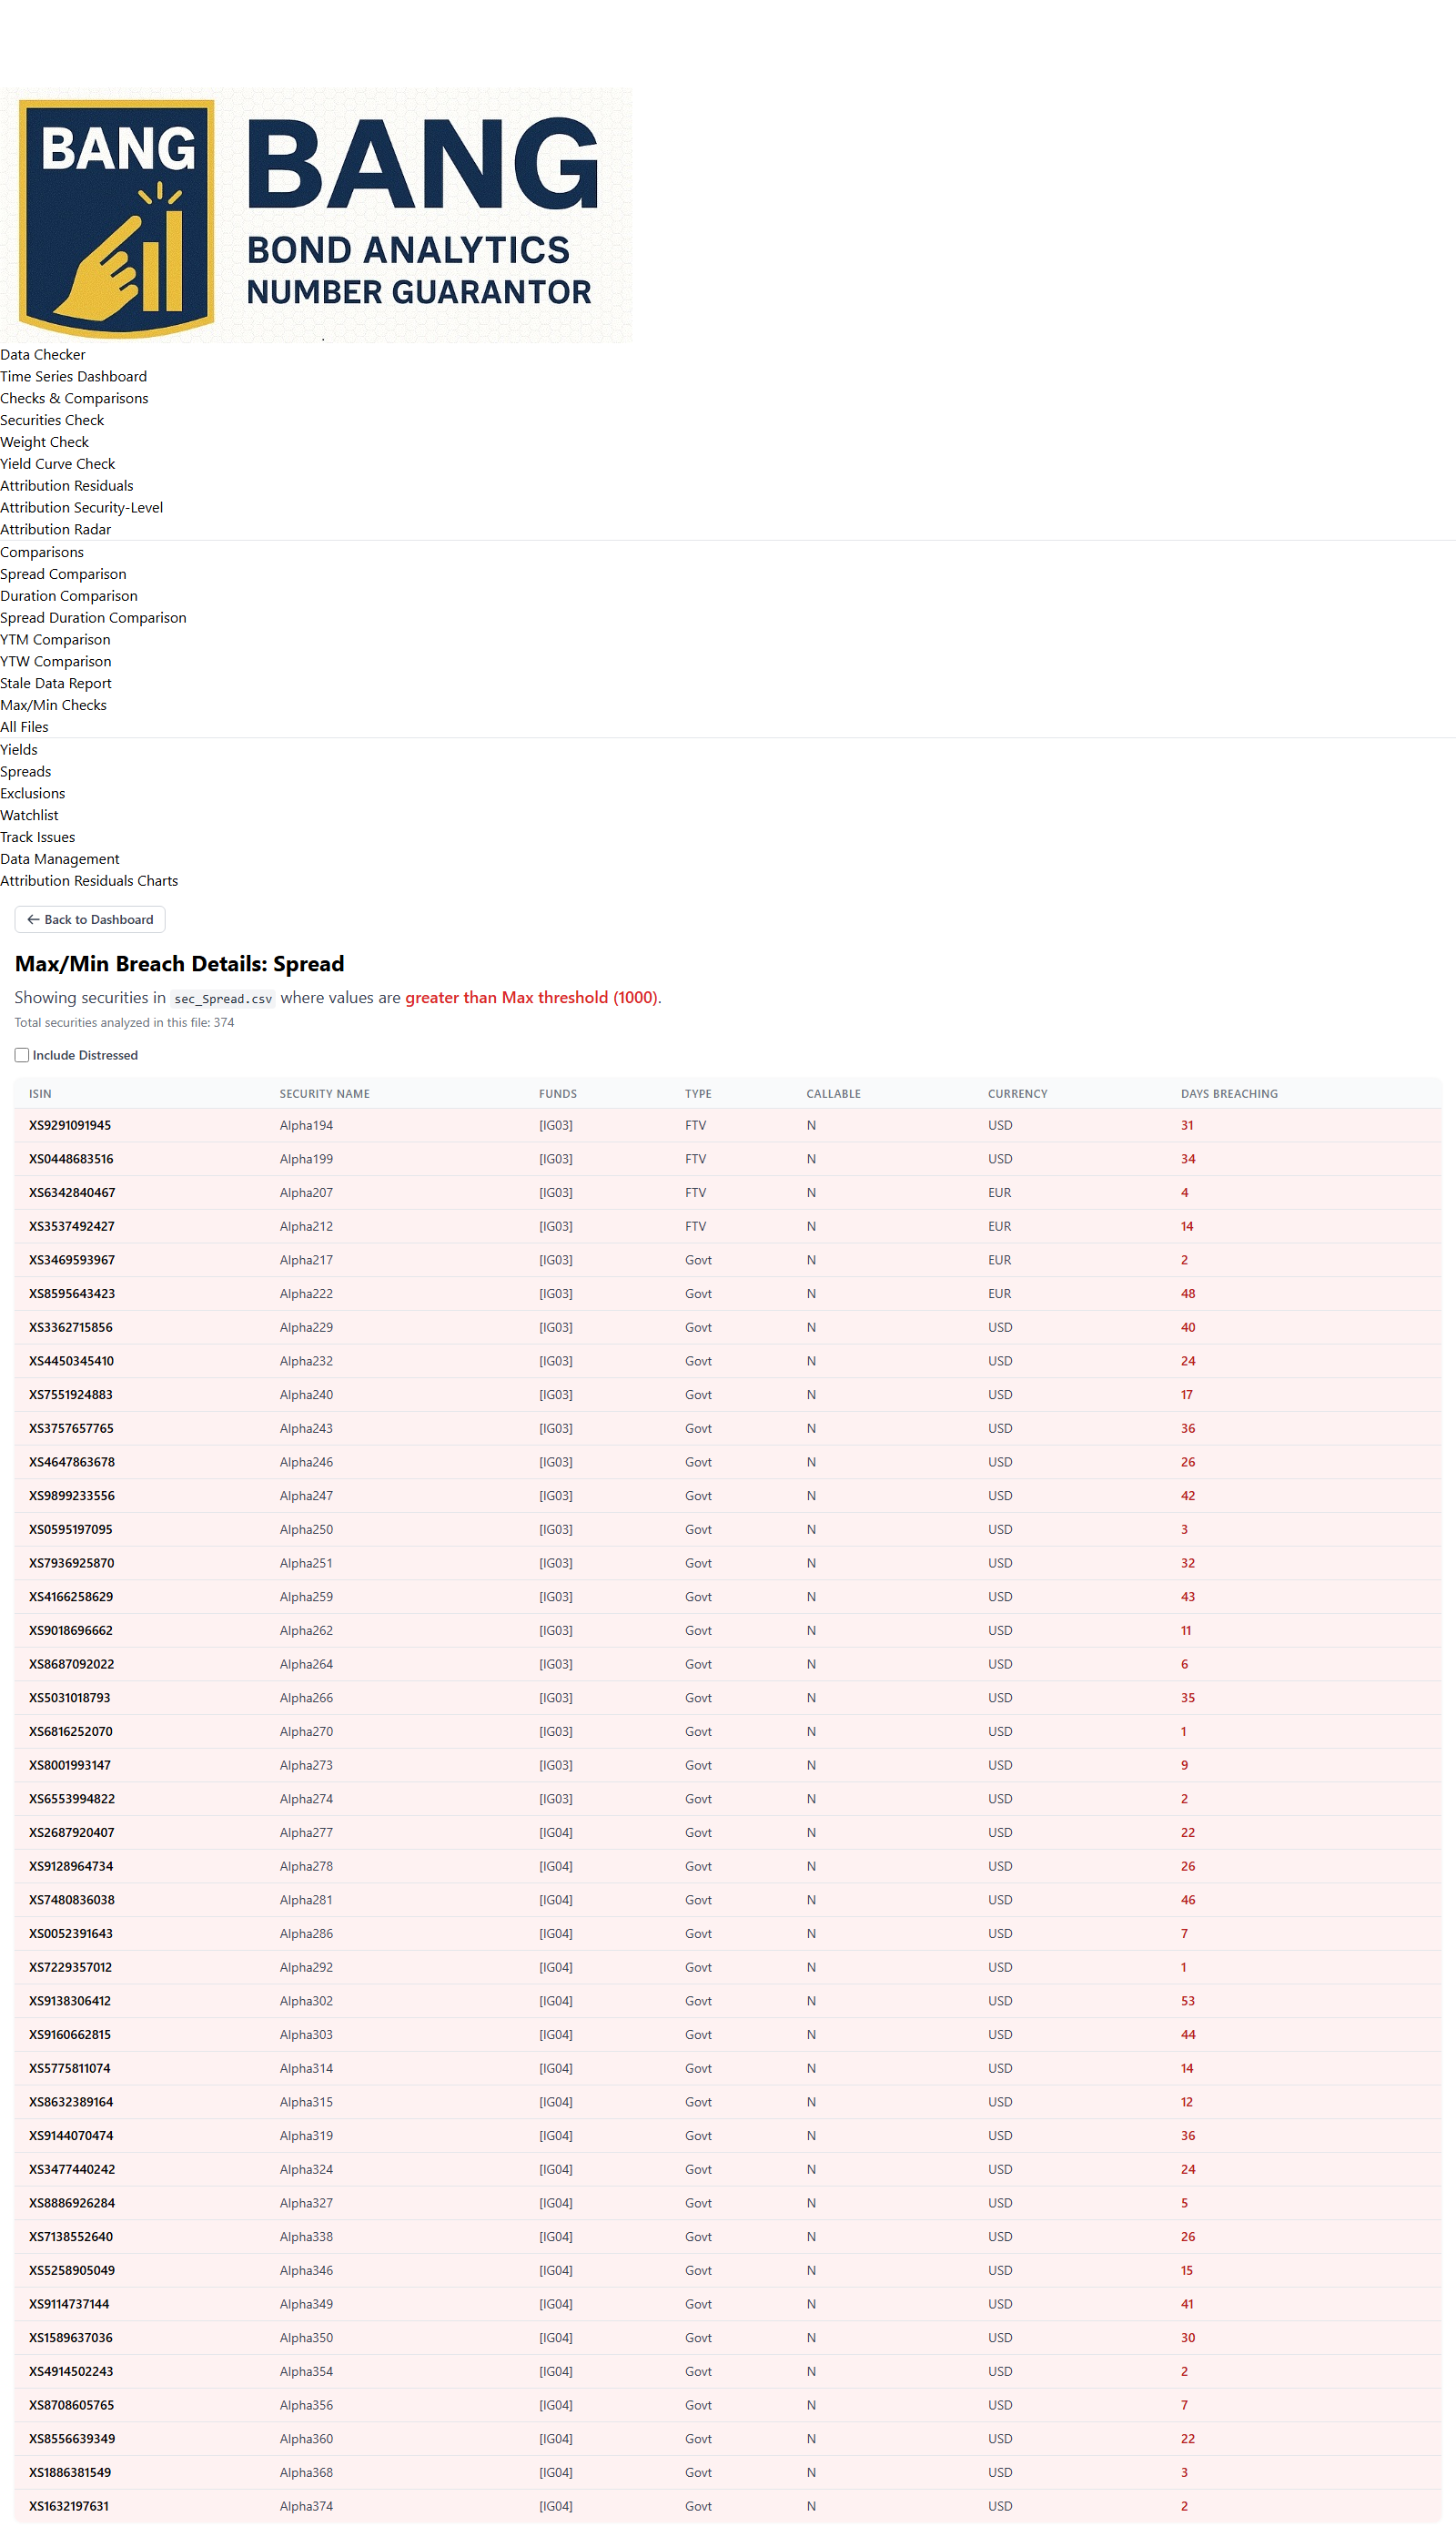 BANG
BANG
BOND ANALYTICS
NUMBER GUARANTOR
Data Checker
Time Series Dashboard
Checks & Comparisons
Securities Check
Weight Check
Yield Curve Check
Attribution Residuals
Attribution Security-Level
Attribution Radar
Comparisons
Spread Comparison
Duration Comparison
Spread Duration Comparison
YTM Comparison
YTW Comparison
Stale Data Report
Max/Min Checks
All Files
Yields
Spreads
Exclusions
Watchlist
Track Issues
Data Management
Attribution Residuals Charts
← Back to Dashboard
Max/Min Breach Details: Spread
Showing securities in sec_Spread.csv where values are greater than Max threshold (1000).
Total securities analyzed in this file: 374
Include Distressed
ISIN SECURITY NAME FUNDS TYPE CALLABLE CURRENCY DAYS BREACHING
XS9291091945 Alpha194 [IG03] FTV N USD 31
XS0448683516 Alpha199 [IG03] FTV N USD 34
XS6342840467 Alpha207 [IG03] FTV N EUR 4
XS3537492427 Alpha212 [IG03] FTV N EUR 14
XS3469593967 Alpha217 [IG03] Govt N EUR 2
XS8595643423 Alpha222 [IG03] Govt N EUR 48
XS3362715856 Alpha229 [IG03] Govt N USD 40
XS4450345410 Alpha232 [IG03] Govt N USD 24
XS7551924883 Alpha240 [IG03] Govt N USD 17
XS3757657765 Alpha243 [IG03] Govt N USD 36
XS4647863678 Alpha246 [IG03] Govt N USD 26
XS9899233556 Alpha247 [IG03] Govt N USD 42
XS0595197095 Alpha250 [IG03] Govt N USD 3
XS7936925870 Alpha251 [IG03] Govt N USD 32
XS4166258629 Alpha259 [IG03] Govt N USD 43
XS9018696662 Alpha262 [IG03] Govt N USD 11
XS8687092022 Alpha264 [IG03] Govt N USD 6
XS5031018793 Alpha266 [IG03] Govt N USD 35
XS6816252070 Alpha270 [IG03] Govt N USD 1
XS8001993147 Alpha273 [IG03] Govt N USD 9
XS6553994822 Alpha274 [IG03] Govt N USD 2
XS2687920407 Alpha277 [IG04] Govt N USD 22
XS9128964734 Alpha278 [IG04] Govt N USD 26
XS7480836038 Alpha281 [IG04] Govt N USD 46
XS0052391643 Alpha286 [IG04] Govt N USD 7
XS7229357012 Alpha292 [IG04] Govt N USD 1
XS9138306412 Alpha302 [IG04] Govt N USD 53
XS9160662815 Alpha303 [IG04] Govt N USD 44
XS5775811074 Alpha314 [IG04] Govt N USD 14
XS8632389164 Alpha315 [IG04] Govt N USD 12
XS9144070474 Alpha319 [IG04] Govt N USD 36
XS3477440242 Alpha324 [IG04] Govt N USD 24
XS8886926284 Alpha327 [IG04] Govt N USD 5
XS7138552640 Alpha338 [IG04] Govt N USD 26
XS5258905049 Alpha346 [IG04] Govt N USD 15
XS9114737144 Alpha349 [IG04] Govt N USD 41
XS1589637036 Alpha350 [IG04] Govt N USD 30
XS4914502243 Alpha354 [IG04] Govt N USD 2
XS8708605765 Alpha356 [IG04] Govt N USD 7
XS8556639349 Alpha360 [IG04] Govt N USD 22
XS1886381549 Alpha368 [IG04] Govt N USD 3
XS1632197631 Alpha374 [IG04] Govt N USD 2